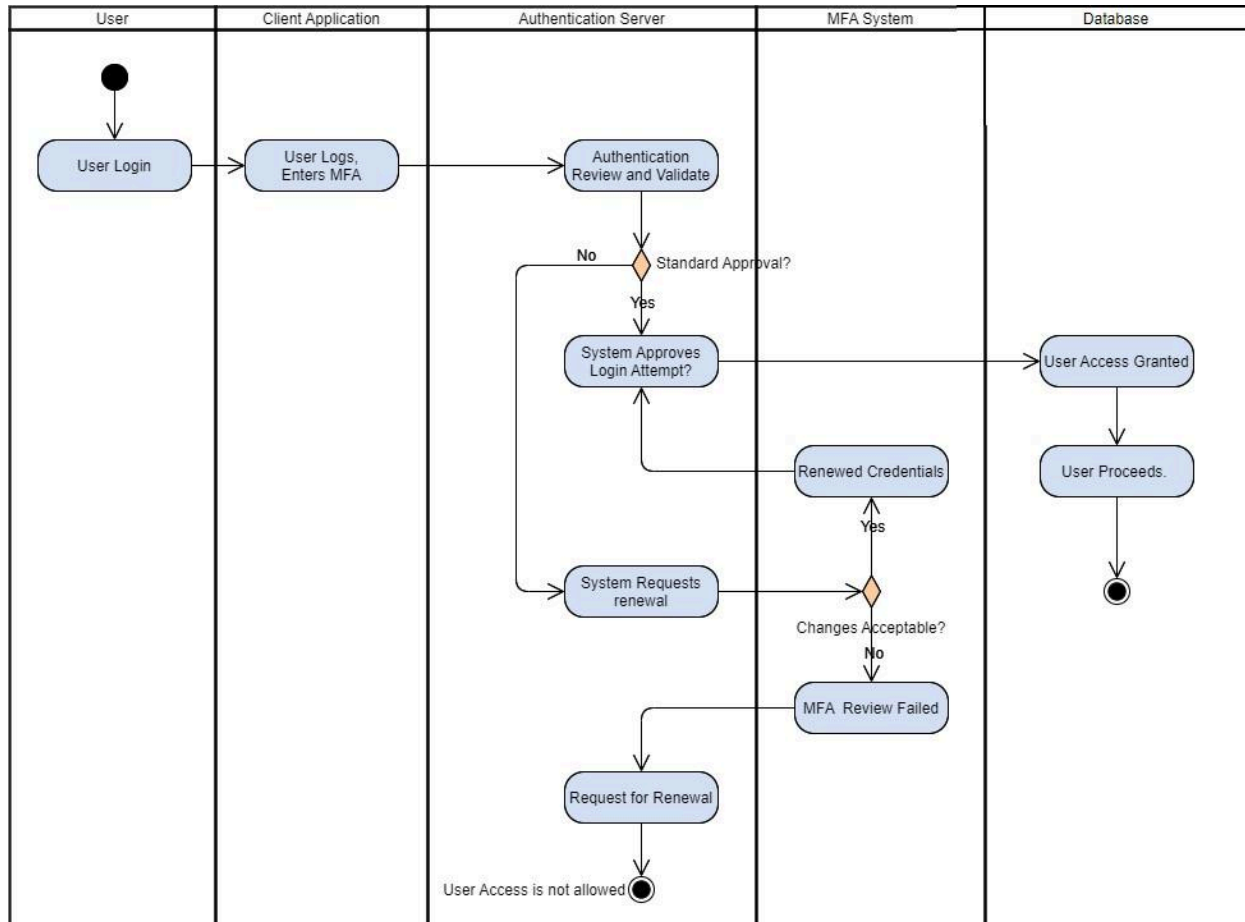 User
Client Application
Authentication Server
MFA System
Database
User Login
User Logs,
Enters MFA
Authentication
Review and Validate
No
Standard Approval?
Yes
System Approves
Login Attempt?
User Access Granted
Renewed Credentials
User Proceeds.
Yes
System Requests
renewal
Changes Acceptable?
No
MFA  Review Failed
Request for Renewal
User Access is not allowed